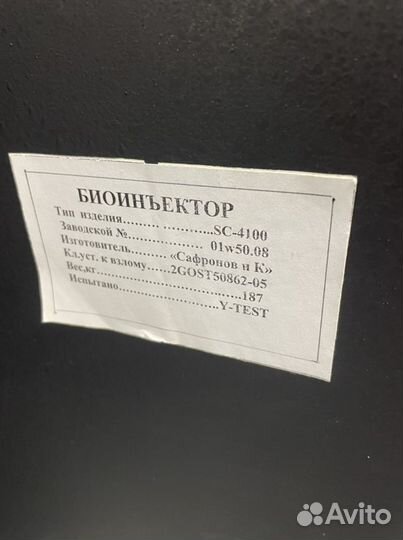 БИОИНЪЕКТОР
Тип изделия...................SC-4100
Заводской №.................. 01w50.08
Изготовитель......... «Сафронов и К»
Кл.уст. к взлому......2GOST50862-05
Вес,кг..............................187
Испытано........................Y-TEST
Avito